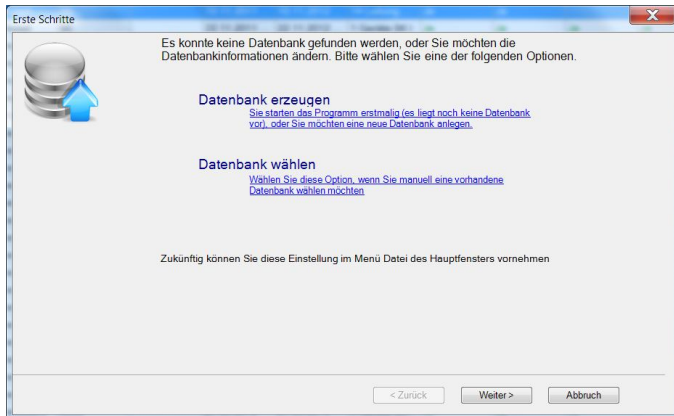 Erste Schritte
Es konnte keine Datenbank gefunden werden, oder Sie möchten die
Datenbankinformationen ändern. Bitte wählen Sie eine der folgenden Optionen.
Datenbank erzeugen
Sie starten das Programm erstmalig (es liegt noch keine Datenbank
vor), oder Sie möchten eine neue Datenbank anlegen.
Datenbank wählen
Wählen Sie diese Option, wenn Sie manuell eine vorhandene
Datenbank wählen möchten
Zukünftig können Sie diese Einstellung im Menü Datei des Hauptfensters vornehmen
< Zurück
Weiter >
Abbruch